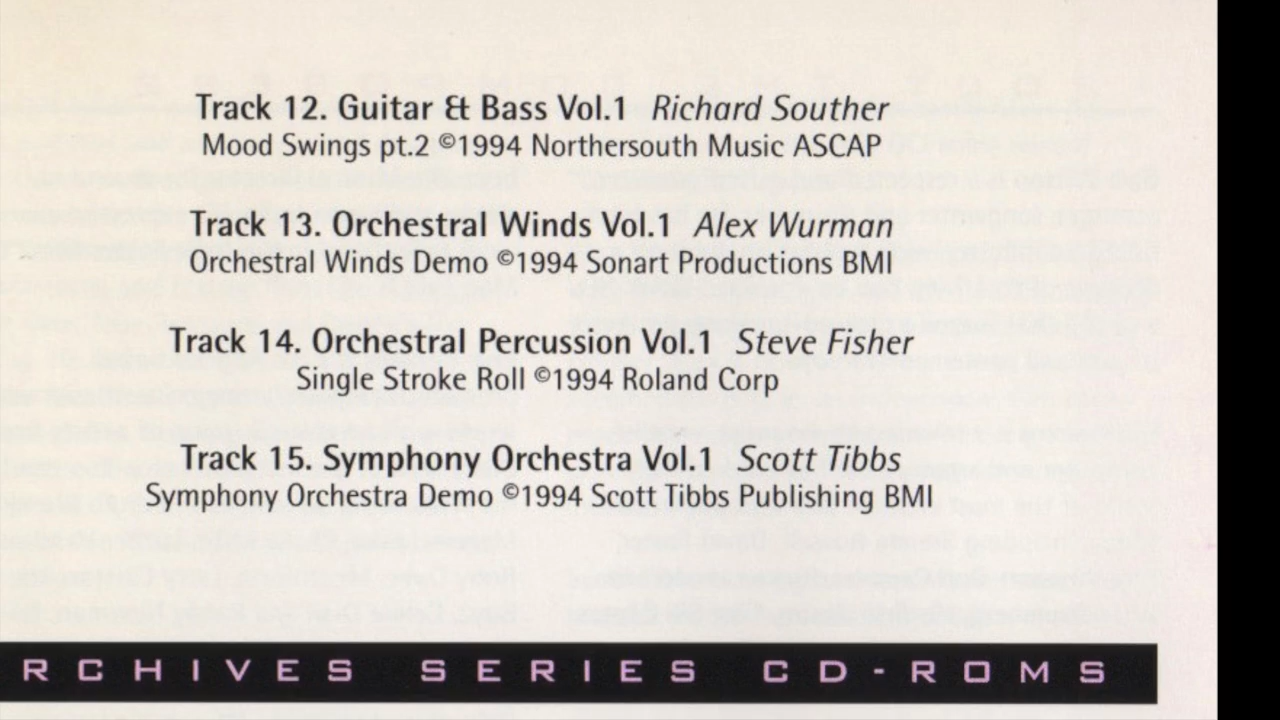 Track 12. Guitar & Bass Vol.1 Richard Souther
Mood Swings pt.2 ©1994 Northersouth Music ASCAP
Track 13. Orchestral Winds Vol.1 Alex Wurman
Orchestral Winds Demo ©1994 Sonart Productions BMI
Track 14. Orchestral Percussion Vol.1 Steve Fisher
Single Stroke Roll ©1994 Roland Corp
Track 15. Symphony Orchestra Vol.1 Scott Tibbs
Symphony Orchestra Demo ©1994 Scott Tibbs Publishing BMI
RCHIVES SERIES CD-ROMS